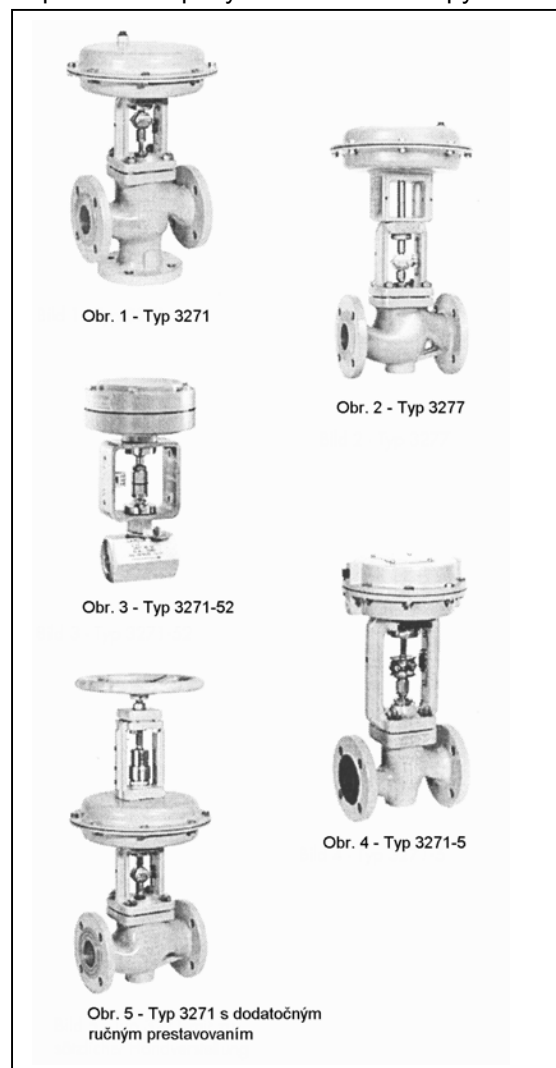 Obr. 1 - Typ 3271
Obr. 2 - Typ 3277
Obr. 3 - Typ 3271-52
Obr. 4 - Typ 3271-5
Obr. 5 - Typ 3271 s dodatočným
ručným prestavovaním